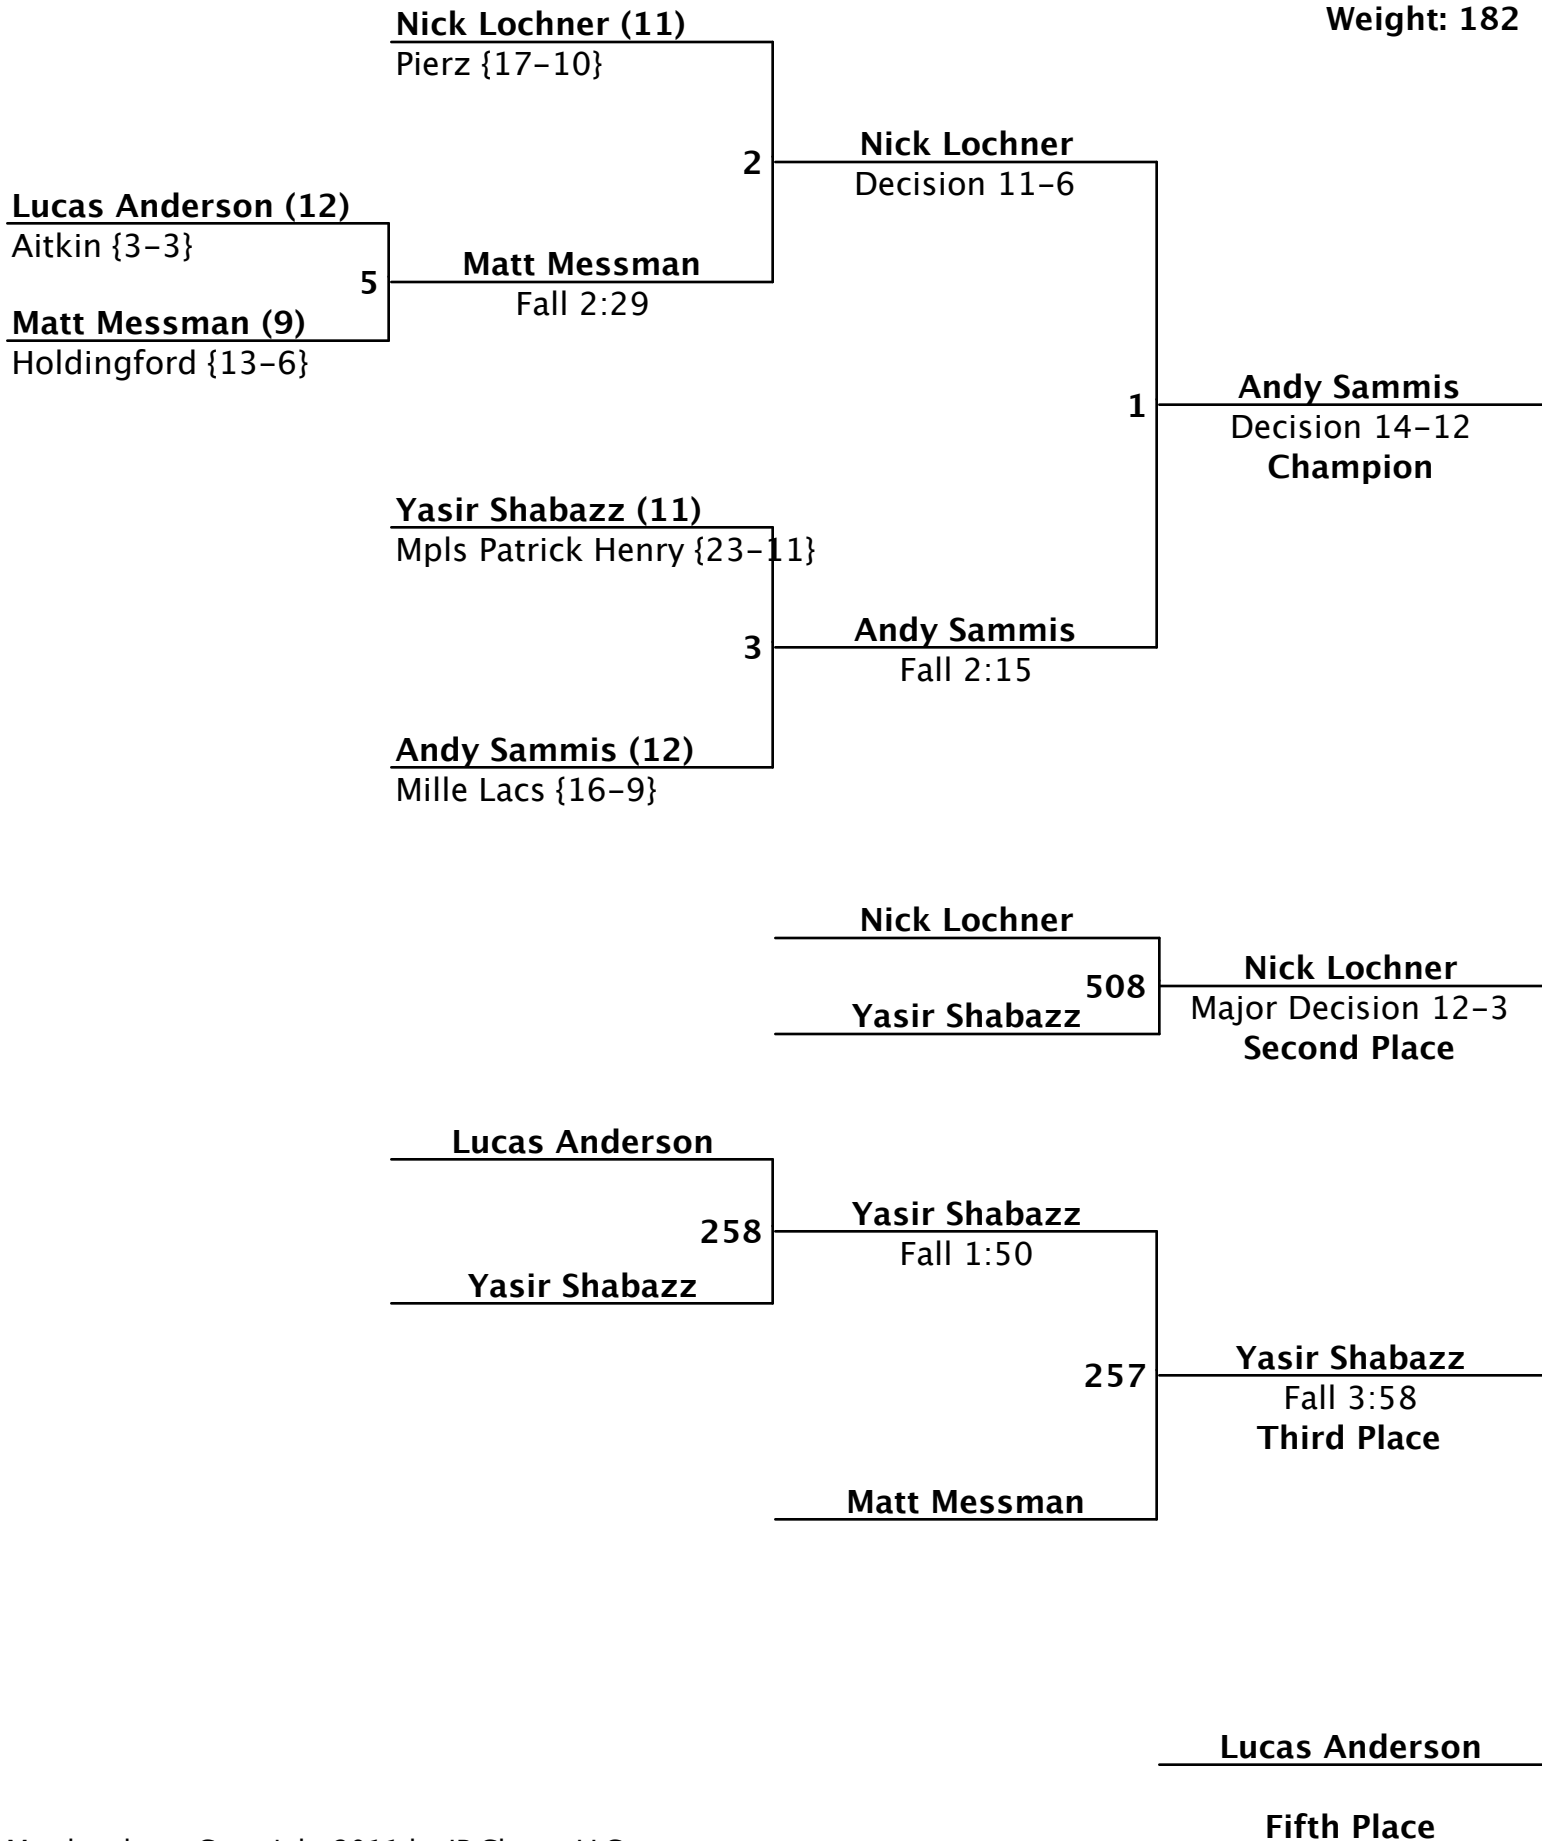 Weight: 182
Nick Lochner (11)
Pierz {17-10}
2
Nick Lochner
Decision 11-6
Lucas Anderson (12)
Aitkin {3-3}
5
Matt Messman
Fall 2:29
Matt Messman (9)
Holdingford {13-6}
1
Andy Sammis
Decision 14-12
Champion
Yasir Shabazz (11)
Mpls Patrick Henry {23-11}
3
Andy Sammis
Fall 2:15
Andy Sammis (12)
Mille Lacs {16-9}
Nick Lochner
508
Yasir Shabazz
Nick Lochner
Major Decision 12-3
Second Place
Lucas Anderson
258
Yasir Shabazz
Yasir Shabazz
Fall 1:50
257
Yasir Shabazz
Fall 3:58
Third Place
Matt Messman
Lucas Anderson
Fifth Place